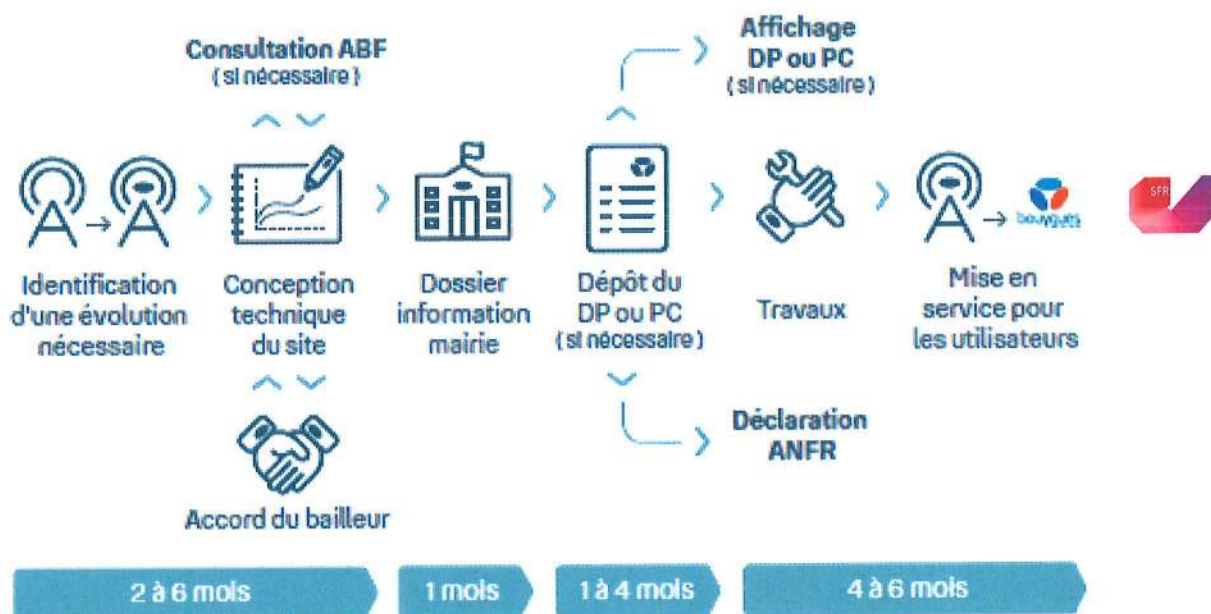 Consultation ABF
( si nécessaire )
Affichage
DP ou PC
( si nécessaire )
Identification
d'une évolution
nécessaire
Conception
technique
du site
Dossier
information
mairie
Dépôt du
DP ou PC
( si nécessaire )
Travaux
Mise en
service pour
les utilisateurs
bouygues
SFR
Accord du bailleur
Déclaration
ANFR
2 à 6 mois
1 mois
1 à 4 mois
4 à 6 mois